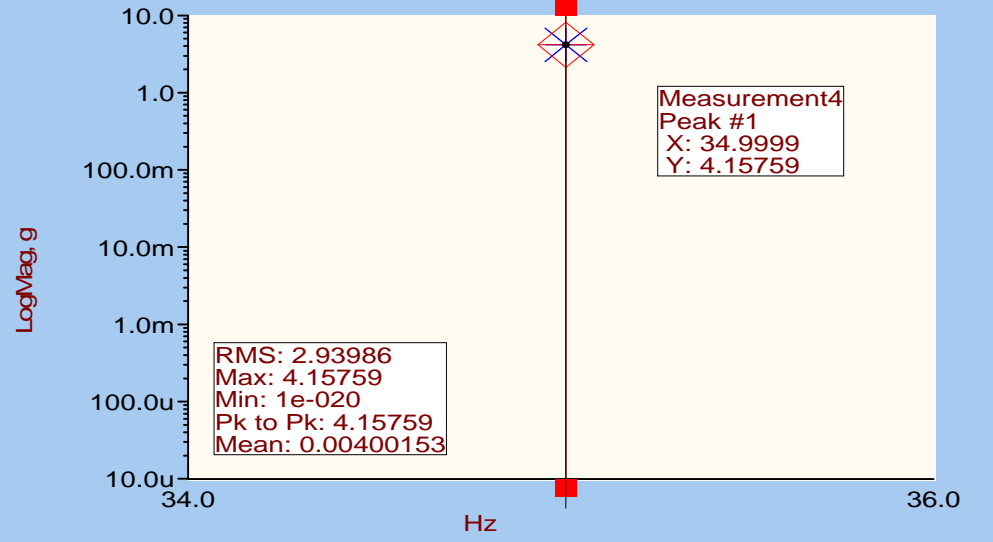 10.0
1.0
100.0m
10.0m
1.0m
100.0u
10.0u
LogMag, g
Measurement4
Peak #1
X: 34.9999
Y: 4.15759
RMS: 2.93986
Max: 4.15759
Min: 1e-020
Pk to Pk: 4.15759
Mean: 0.00400153
34.0
36.0
Hz